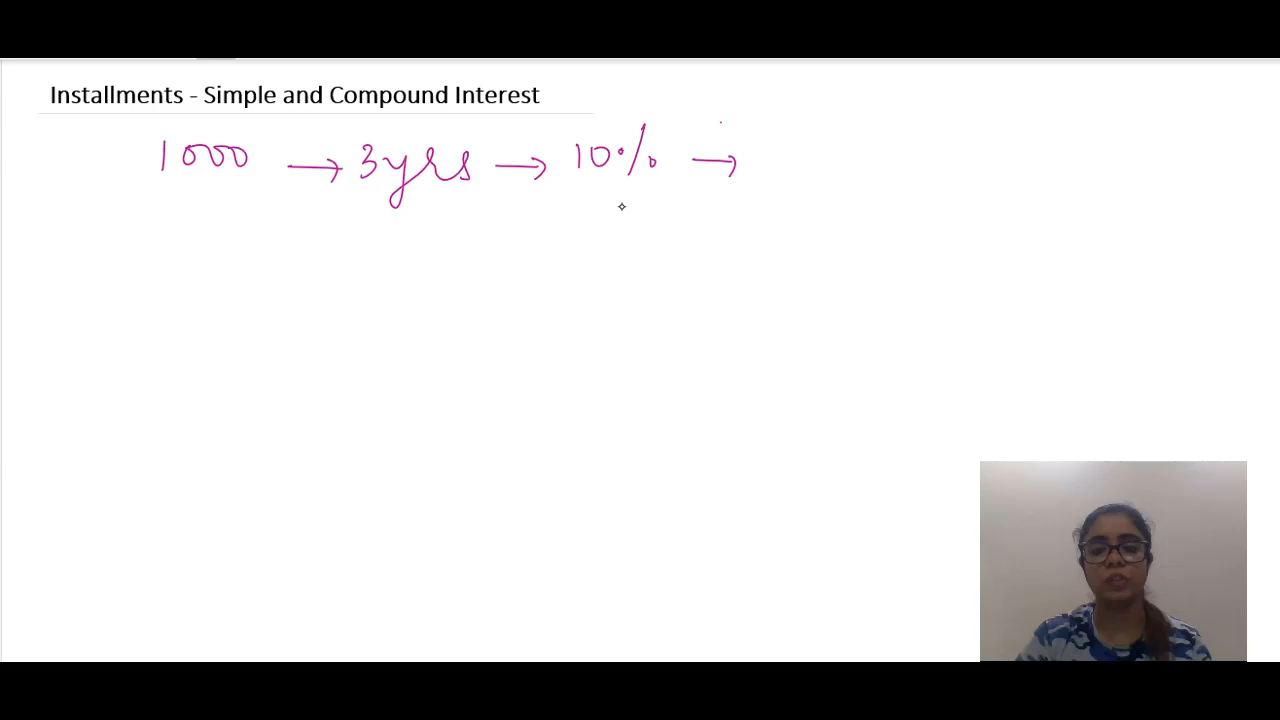 Installments - Simple and Compound Interest
1000 → 3yrs → 10% →